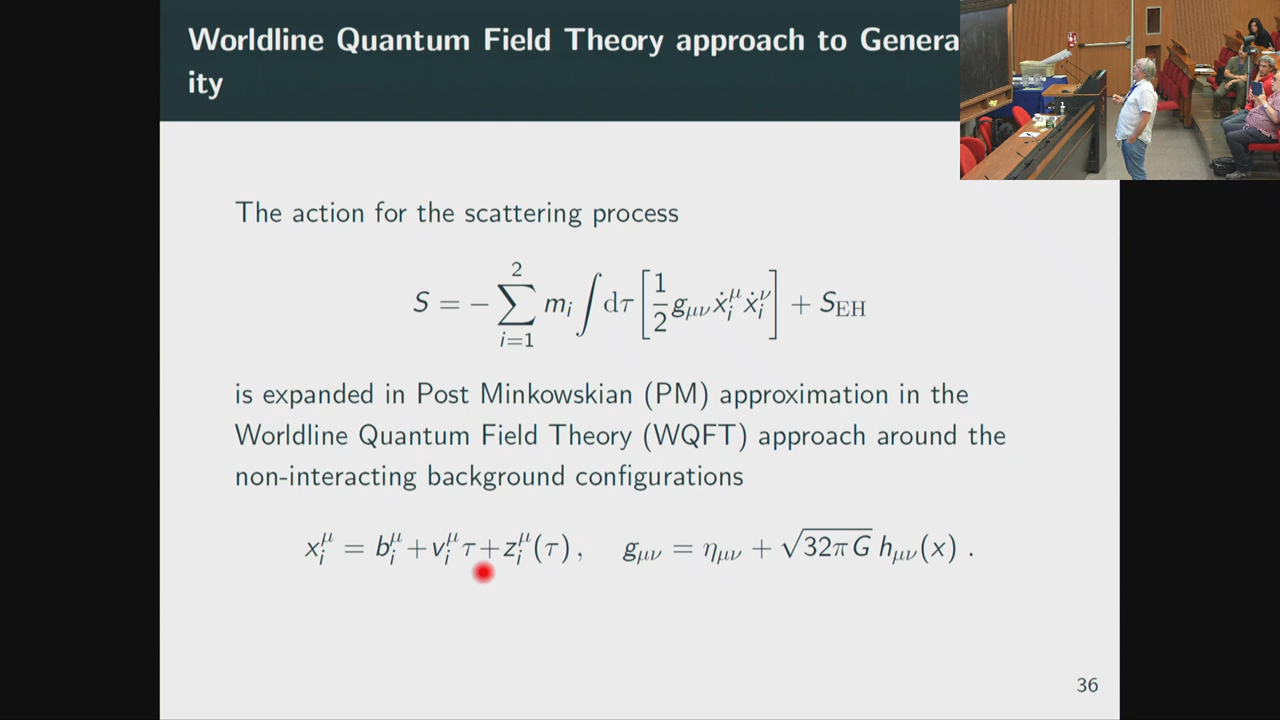 Worldline Quantum Field Theory approach to Genera
ity
The action for the scattering process
S = − ∑_{i=1}^{2} m_i ∫ dτ [ 1/2 g_{μν} ẋ_i^μ ẋ_i^ν ] + S_EH
is expanded in Post Minkowskian (PM) approximation in the
Worldline Quantum Field Theory (WQFT) approach around the
non-interacting background configurations
x_i^μ = b_i^μ + v_i^μ τ + z_i^μ(τ) ,   g_{μν} = η_{μν} + √(32πG) h_{μν}(x) .
36